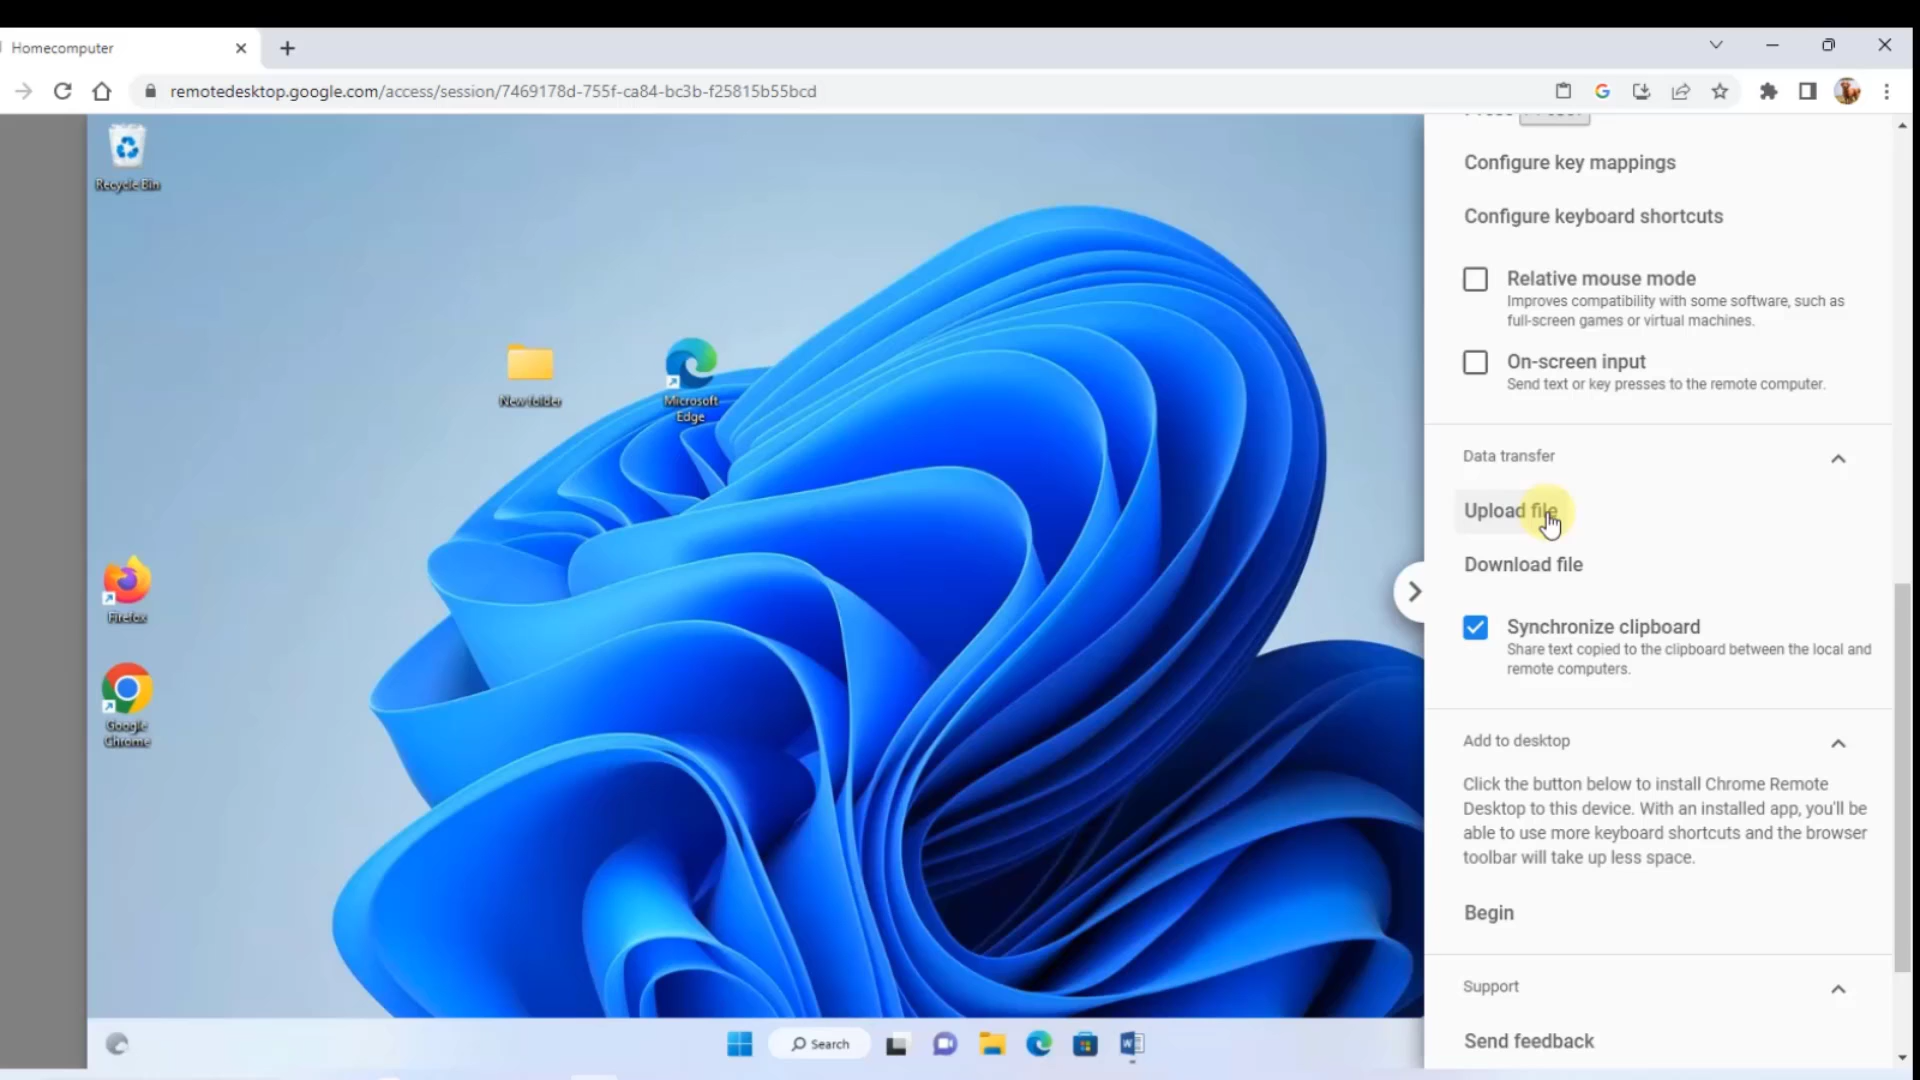 Homecomputer
remotedesktop.google.com/access/session/7469178d-755f-ca84-bc3b-f25815b55bcd
Recycle Bin
New folder
Microsoft
Edge
Firefox
Google
Chrome
Search
Configure key mappings
Configure keyboard shortcuts
Relative mouse mode
Improves compatibility with some software, such as
full-screen games or virtual machines.
On-screen input
Send text or key presses to the remote computer.
Data transfer
Upload file
Download file
Synchronize clipboard
Share text copied to the clipboard between the local and
remote computers.
Add to desktop
Click the button below to install Chrome Remote
Desktop to this device. With an installed app, you'll be
able to use more keyboard shortcuts and the browser
toolbar will take up less space.
Begin
Support
Send feedback